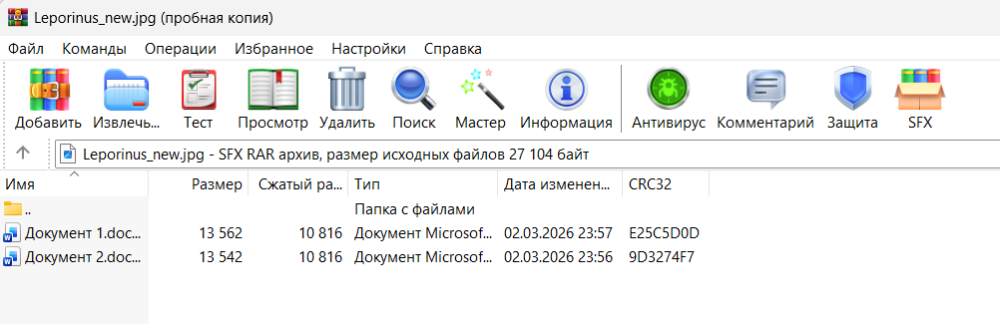 Leporinus_new.jpg (пробная копия)
Файл Команды Операции Избранное Настройки Справка
Добавить Извлечь... Тест Просмотр Удалить Поиск Мастер Информация Антивирус Комментарий Защита SFX
Leporinus_new.jpg - SFX RAR архив, размер исходных файлов 27 104 байт
Имя Размер Сжатый ра... Тип Дата изменен... CRC32
.. Папка с файлами
Документ 1.doc... 13 562 10 816 Документ Microsof... 02.03.2026 23:57 E25C5D0D
Документ 2.doc... 13 542 10 816 Документ Microsof... 02.03.2026 23:56 9D3274F7